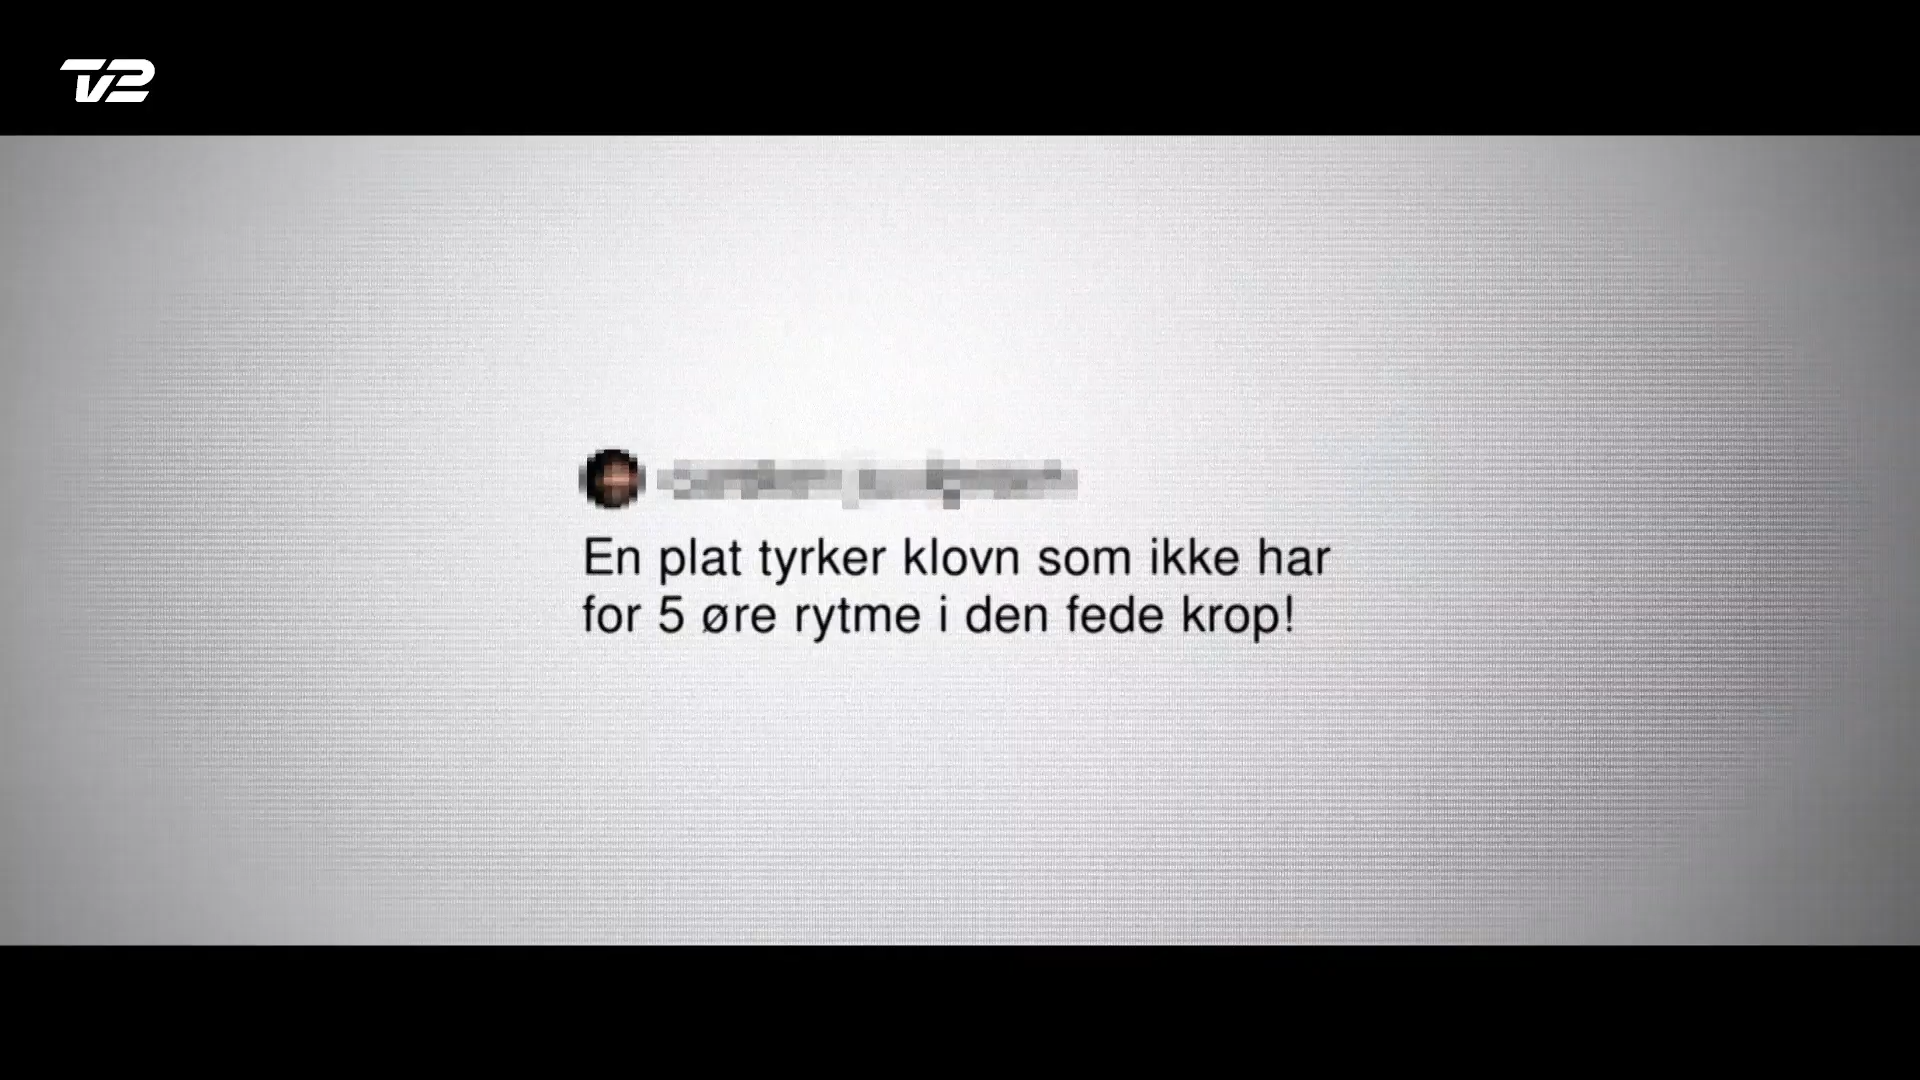 TV2
En plat tyrker klovn som ikke har
for 5 øre rytme i den fede krop!